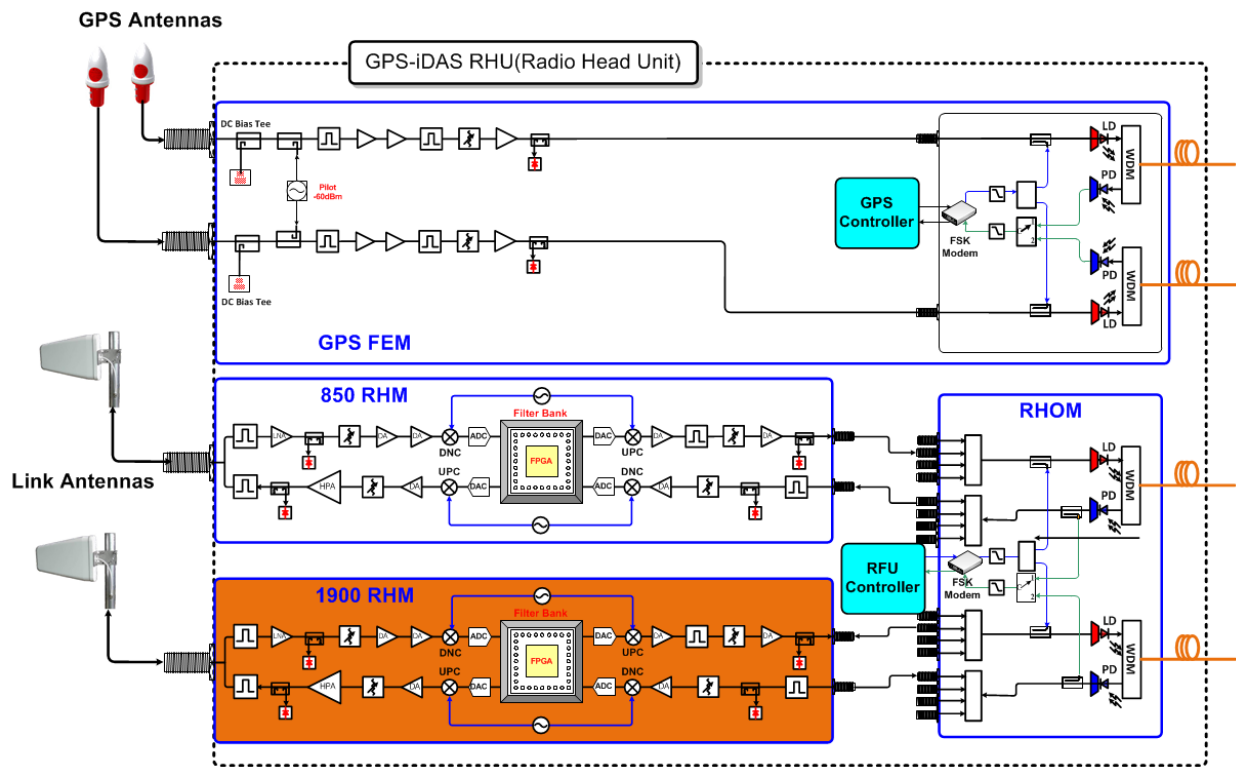 GPS Antennas
GPS-iDAS RHU(Radio Head Unit)
DC Bias Tee
LD
WDM
Pilot
-60dBm
PD
GPS
Controller
FSK
Modem
1
2
PD
WDM
DC Bias Tee
LD
GPS FEM
850 RHM
RHOM
Filter Bank
LNA
DA
DA
ADC
DAC
DA
DA
DNC
UPC
FPGA
LD
WDM
Link Antennas
UPC
DNC
HPA
DA
DAC
ADC
DA
PD
RFU
Controller
FSK
Modem
1
2
1900 RHM
Filter Bank
LNA
DA
DA
ADC
DAC
DA
DA
DNC
UPC
FPGA
LD
WDM
UPC
DNC
HPA
DA
DAC
ADC
DA
PD